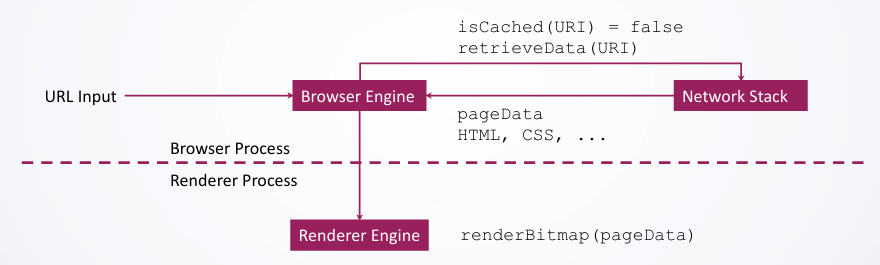 isCached(URI) = false
retrieveData(URI)
URL Input
Browser Engine
Network Stack
pageData
HTML, CSS, ...
Browser Process
Renderer Process
Renderer Engine
renderBitmap(pageData)